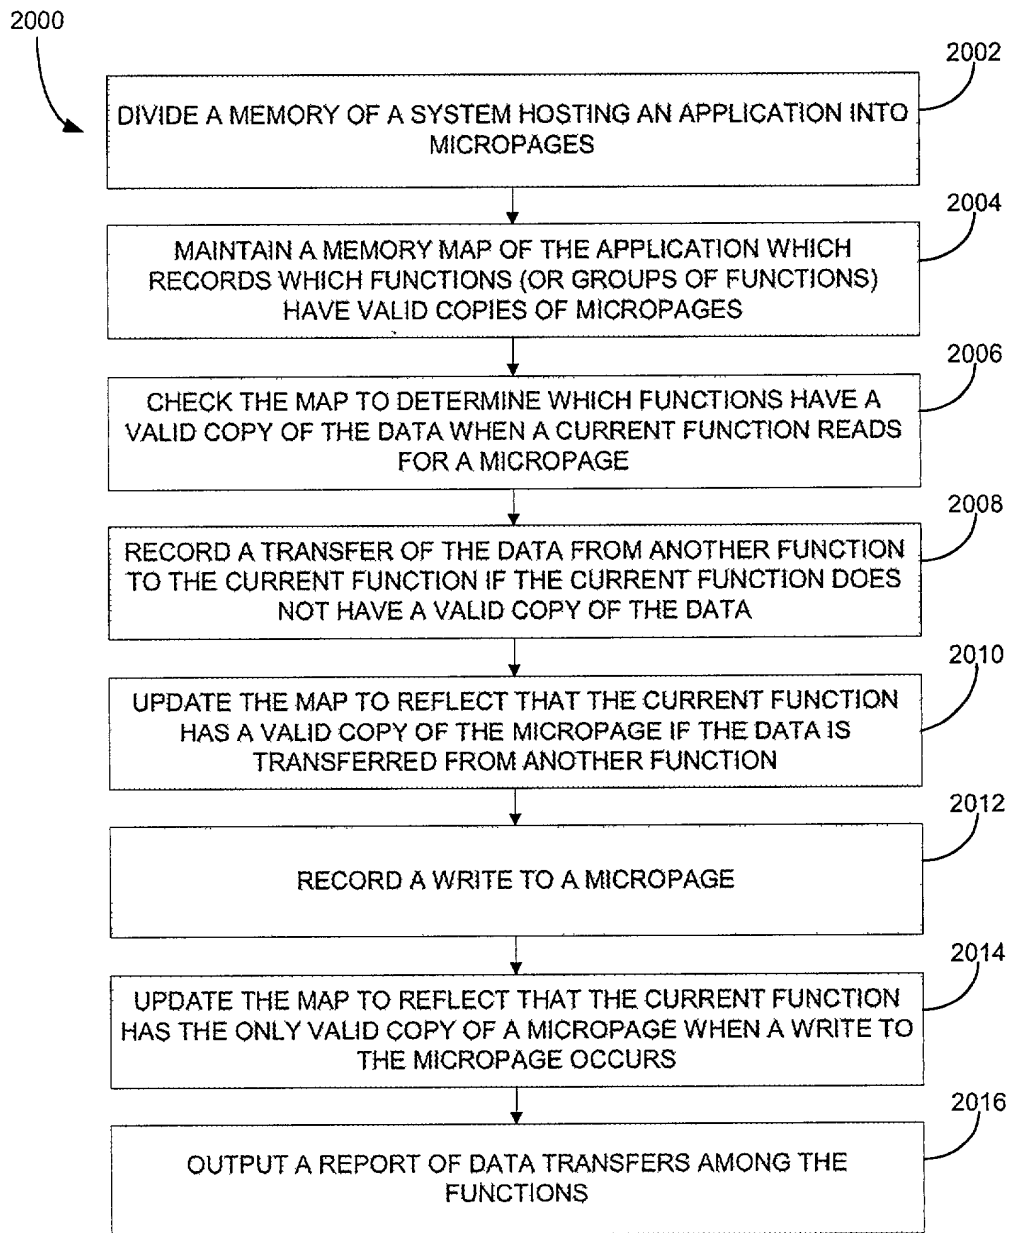 2000
2002
DIVIDE A MEMORY OF A SYSTEM HOSTING AN APPLICATION INTO
MICROPAGES
2004
MAINTAIN A MEMORY MAP OF THE APPLICATION WHICH
RECORDS WHICH FUNCTIONS (OR GROUPS OF FUNCTIONS)
HAVE VALID COPIES OF MICROPAGES
2006
CHECK THE MAP TO DETERMINE WHICH FUNCTIONS HAVE A
VALID COPY OF THE DATA WHEN A CURRENT FUNCTION READS
FOR A MICROPAGE
2008
RECORD A TRANSFER OF THE DATA FROM ANOTHER FUNCTION
TO THE CURRENT FUNCTION IF THE CURRENT FUNCTION DOES
NOT HAVE A VALID COPY OF THE DATA
2010
UPDATE THE MAP TO REFLECT THAT THE CURRENT FUNCTION
HAS A VALID COPY OF THE MICROPAGE IF THE DATA IS
TRANSFERRED FROM ANOTHER FUNCTION
2012
RECORD A WRITE TO A MICROPAGE
2014
UPDATE THE MAP TO REFLECT THAT THE CURRENT FUNCTION
HAS THE ONLY VALID COPY OF A MICROPAGE WHEN A WRITE TO
THE MICROPAGE OCCURS
2016
OUTPUT A REPORT OF DATA TRANSFERS AMONG THE
FUNCTIONS